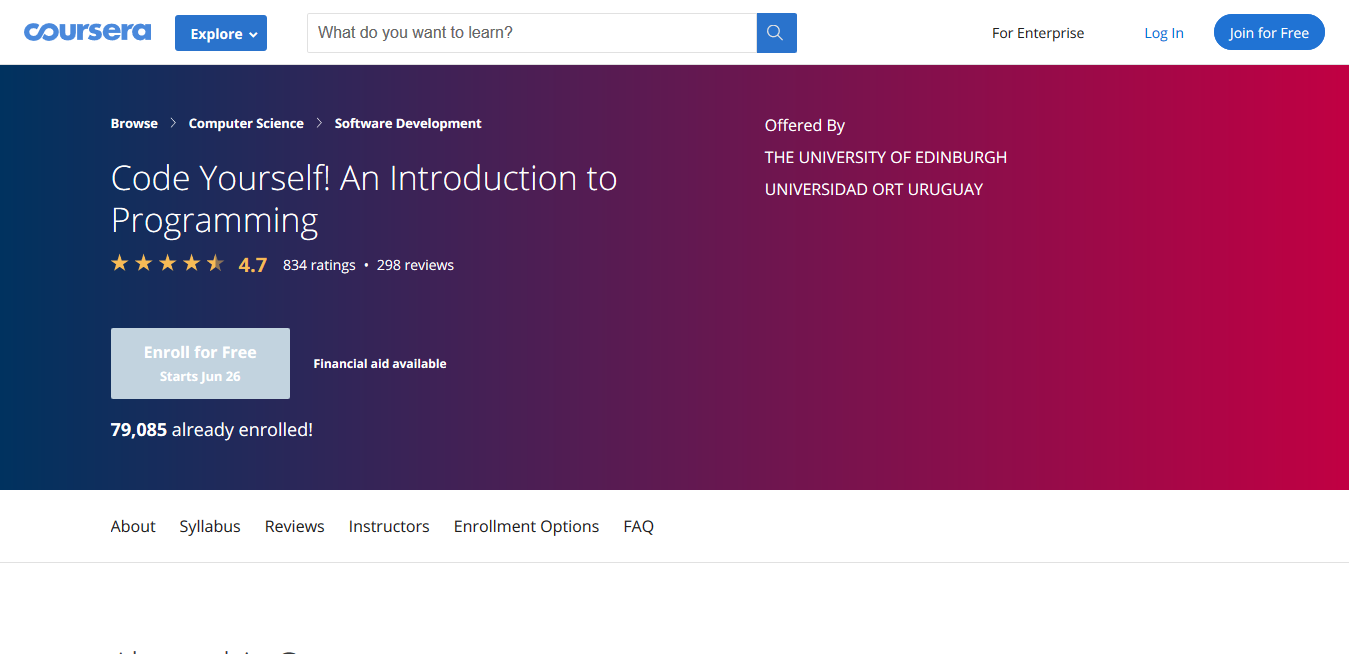 coursera
Explore
What do you want to learn?
For Enterprise
Log In
Join for Free
Browse > Computer Science > Software Development
Code Yourself! An Introduction to
Programming
4.7 834 ratings • 298 reviews
Enroll for Free
Starts Jun 26
Financial aid available
79,085 already enrolled!
Offered By
THE UNIVERSITY OF EDINBURGH
UNIVERSIDAD ORT URUGUAY
About Syllabus Reviews Instructors Enrollment Options FAQ